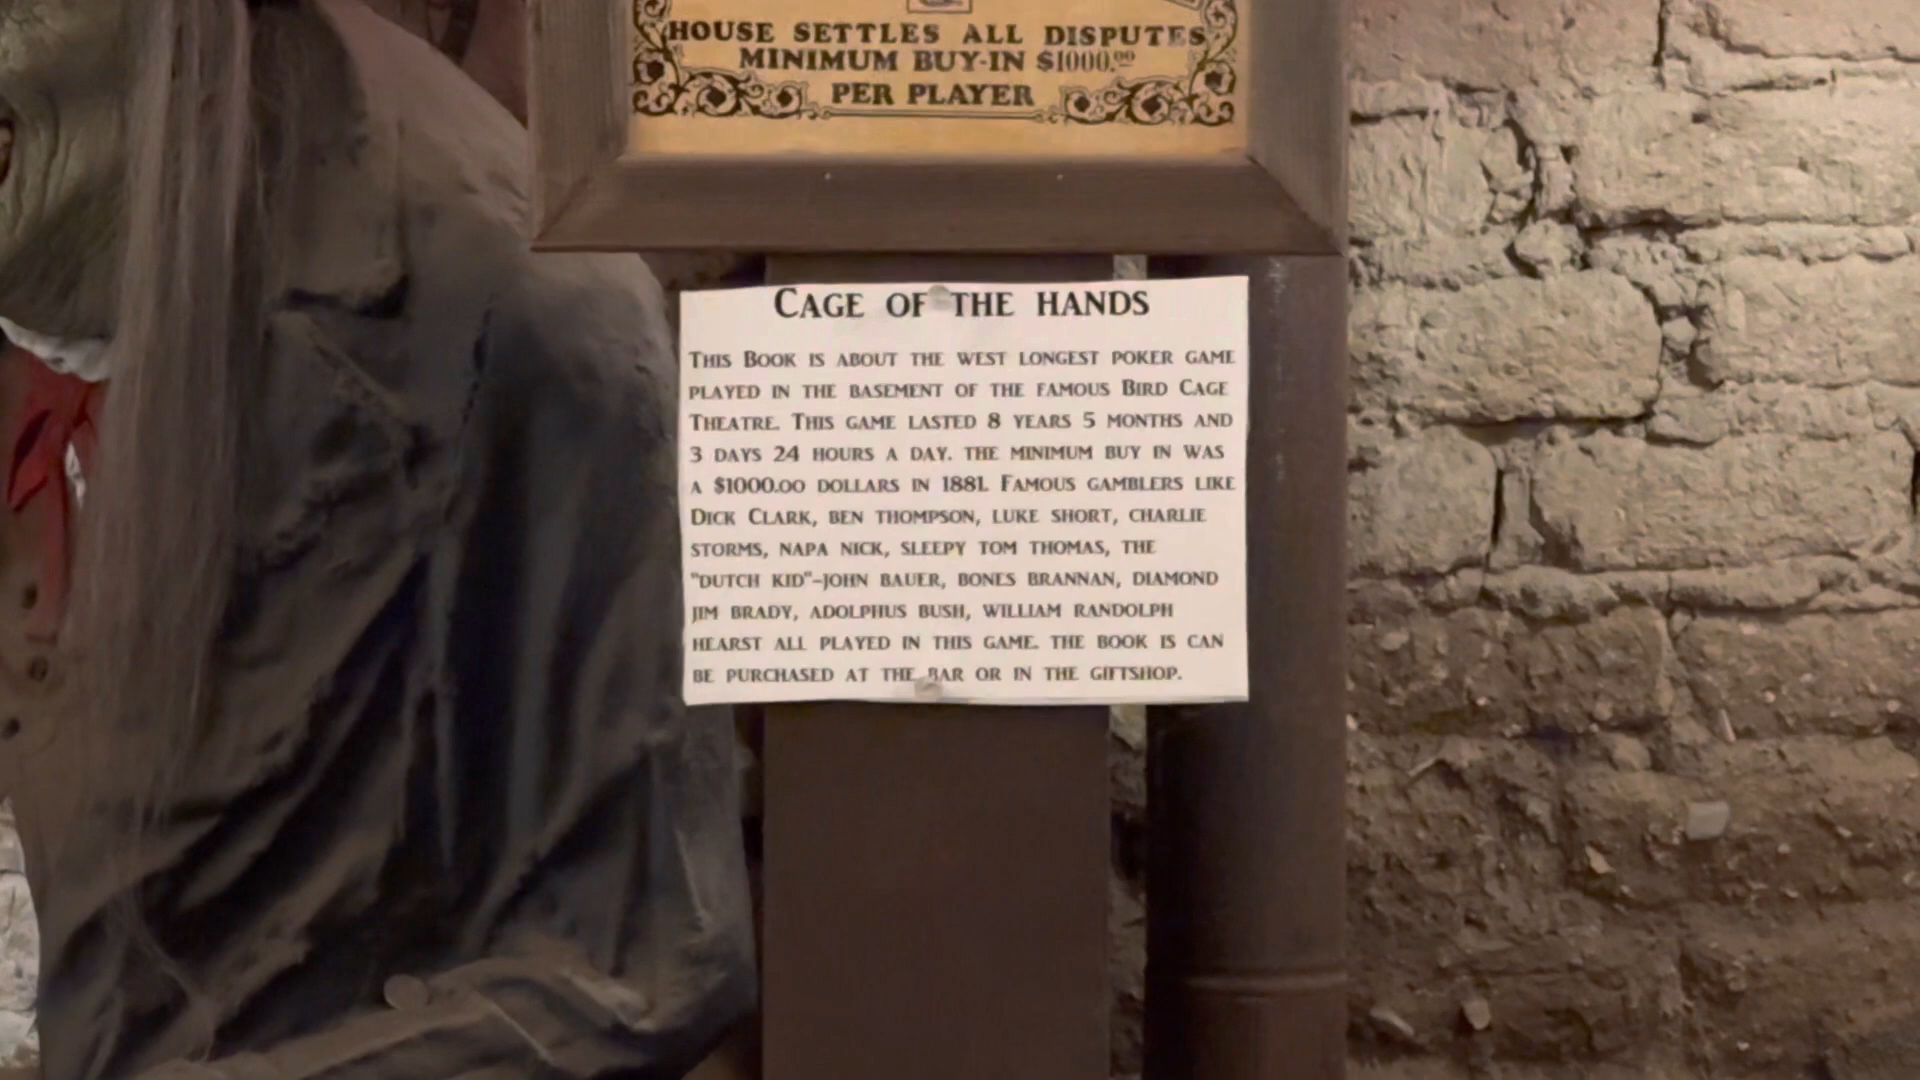 HOUSE SETTLES ALL DISPUTES
MINIMUM BUY-IN $1000.00
PER PLAYER
CAGE OF THE HANDS
THIS BOOK IS ABOUT THE WEST LONGEST POKER GAME
PLAYED IN THE BASEMENT OF THE FAMOUS BIRD CAGE
THEATRE. THIS GAME LASTED 8 YEARS 5 MONTHS AND
3 DAYS 24 HOURS A DAY. THE MINIMUM BUY IN WAS
A $1000.00 DOLLARS IN 1881. FAMOUS GAMBLERS LIKE
DICK CLARK, BEN THOMPSON, LUKE SHORT, CHARLIE
STORMS, NAPA NICK, SLEEPY TOM THOMAS, THE
"DUTCH KID"-JOHN BAUER, BONES BRANNAN, DIAMOND
JIM BRADY, ADOLPHUS BUSH, WILLIAM RANDOLPH
HEARST ALL PLAYED IN THIS GAME. THE BOOK IS CAN
BE PURCHASED AT THE BAR OR IN THE GIFTSHOP.